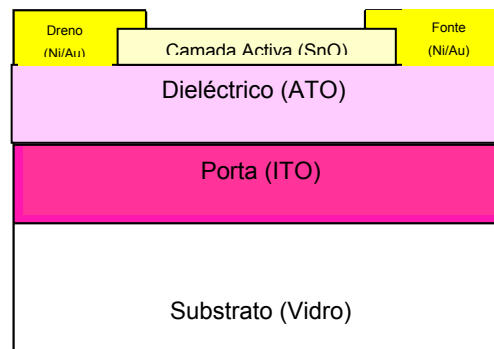 Dreno
(Ni/Au)
Camada Activa (SnO)
Fonte
(Ni/Au)
Dieléctrico (ATO)
Porta (ITO)
Substrato (Vidro)